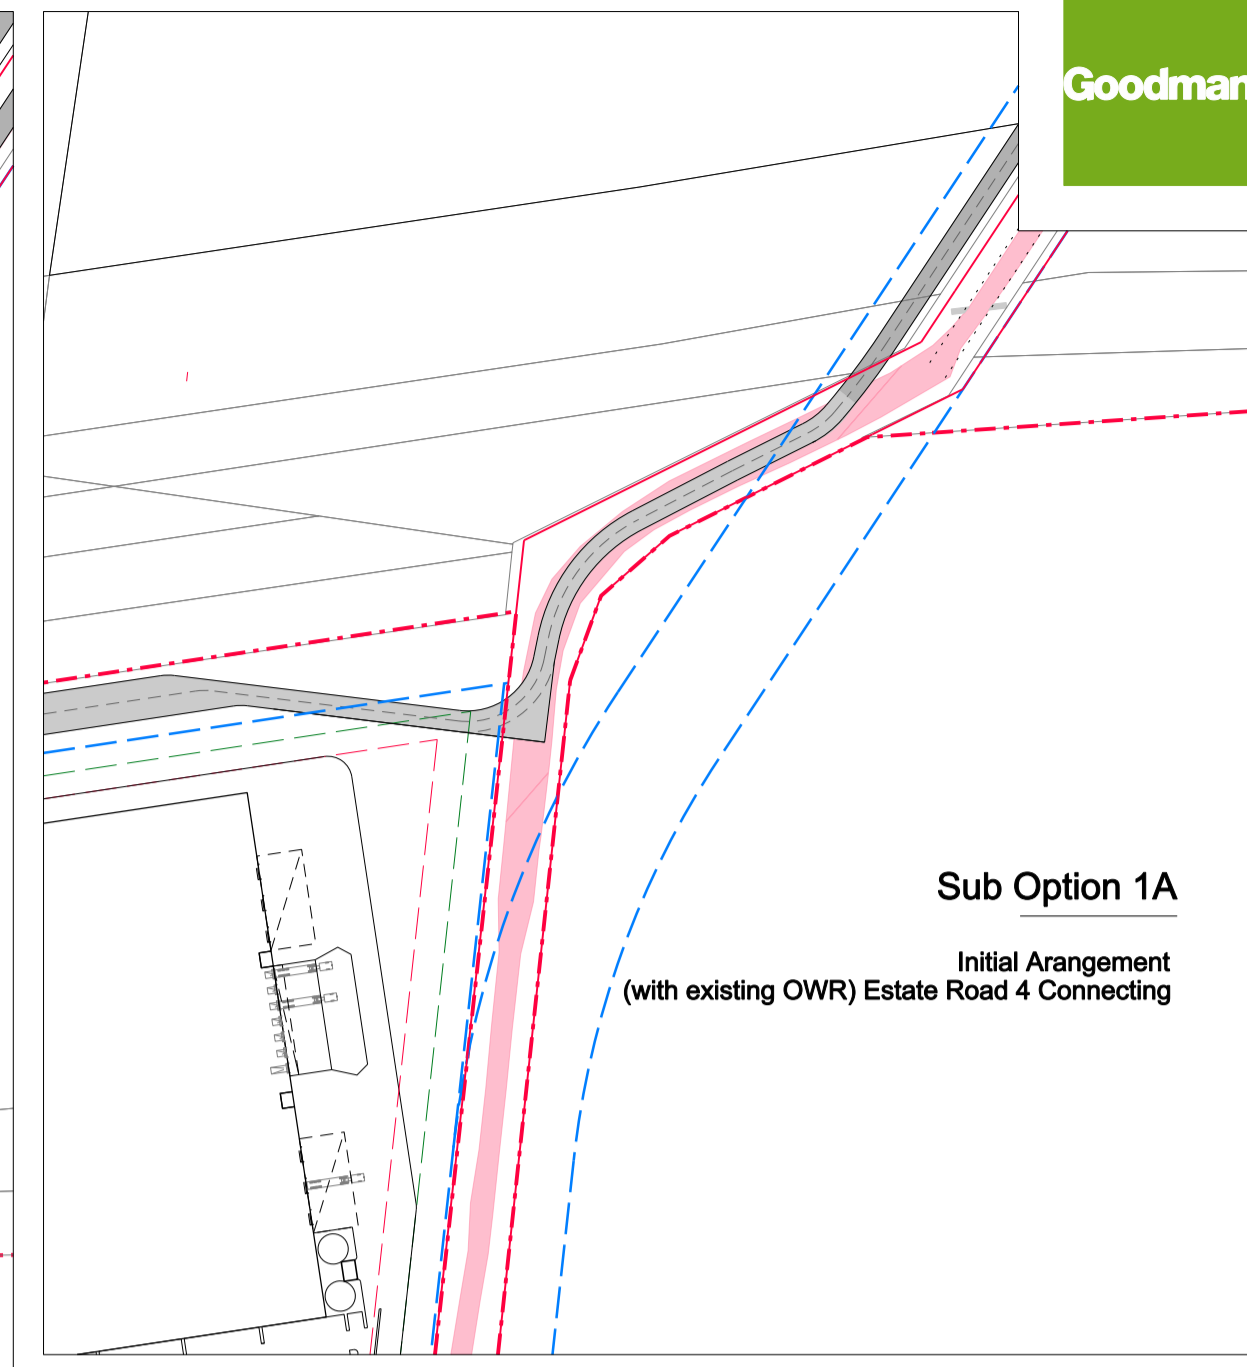 Goodman
Sub Option 1A
Initial Arangement
(with existing OWR) Estate Road 4 Connecting